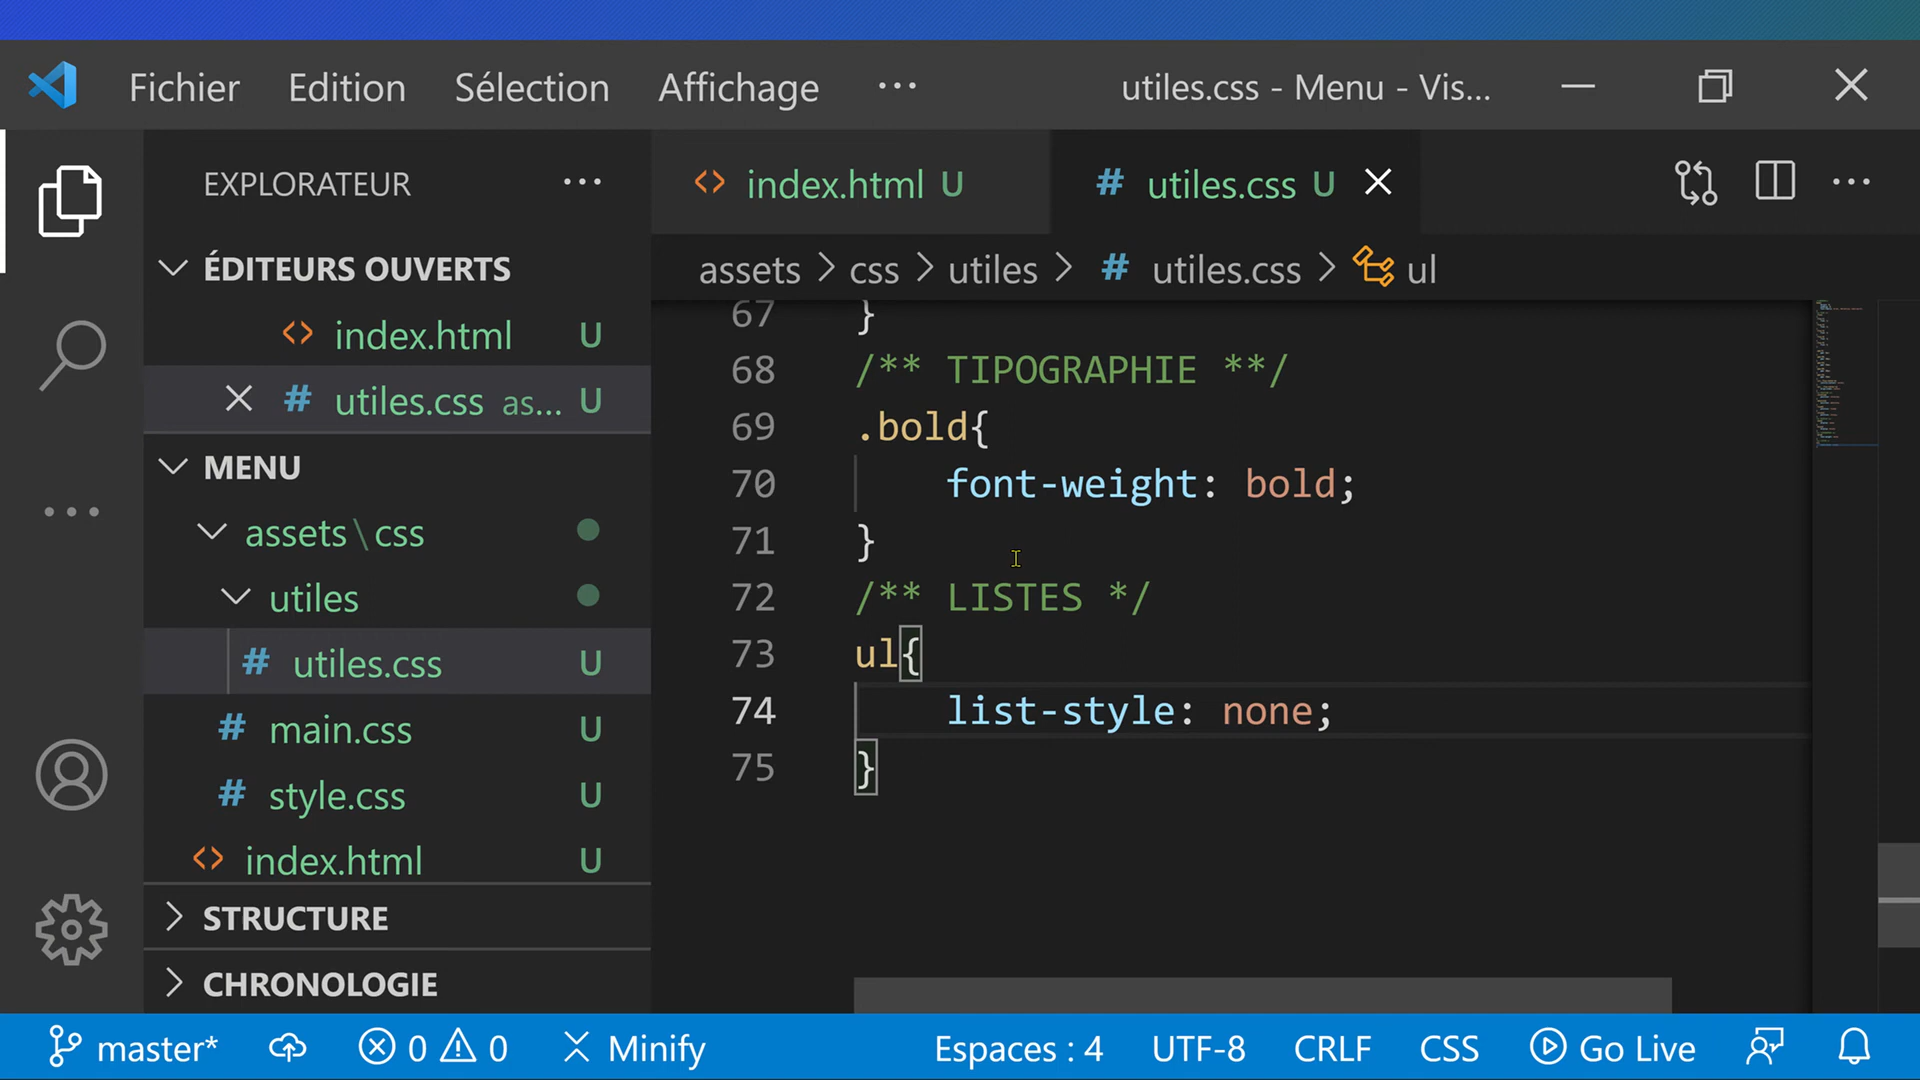 Fichier Edition Sélection Affichage ··· utiles.css - Menu - Vis...
EXPLORATEUR ···
ÉDITEURS OUVERTS
index.html U
utiles.css as... U
MENU
assets\css
utiles
utiles.css U
main.css U
style.css U
index.html U
STRUCTURE
CHRONOLOGIE
index.html U
# utiles.css U
assets > css > utiles > # utiles.css > ul
67 }
68 /** TIPOGRAPHIE **/
69 .bold{
70 font-weight: bold;
71 }
72 /** LISTES */
73 ul{
74 list-style: none;
75 }
master* 0 0 Minify Espaces : 4 UTF-8 CRLF CSS Go Live